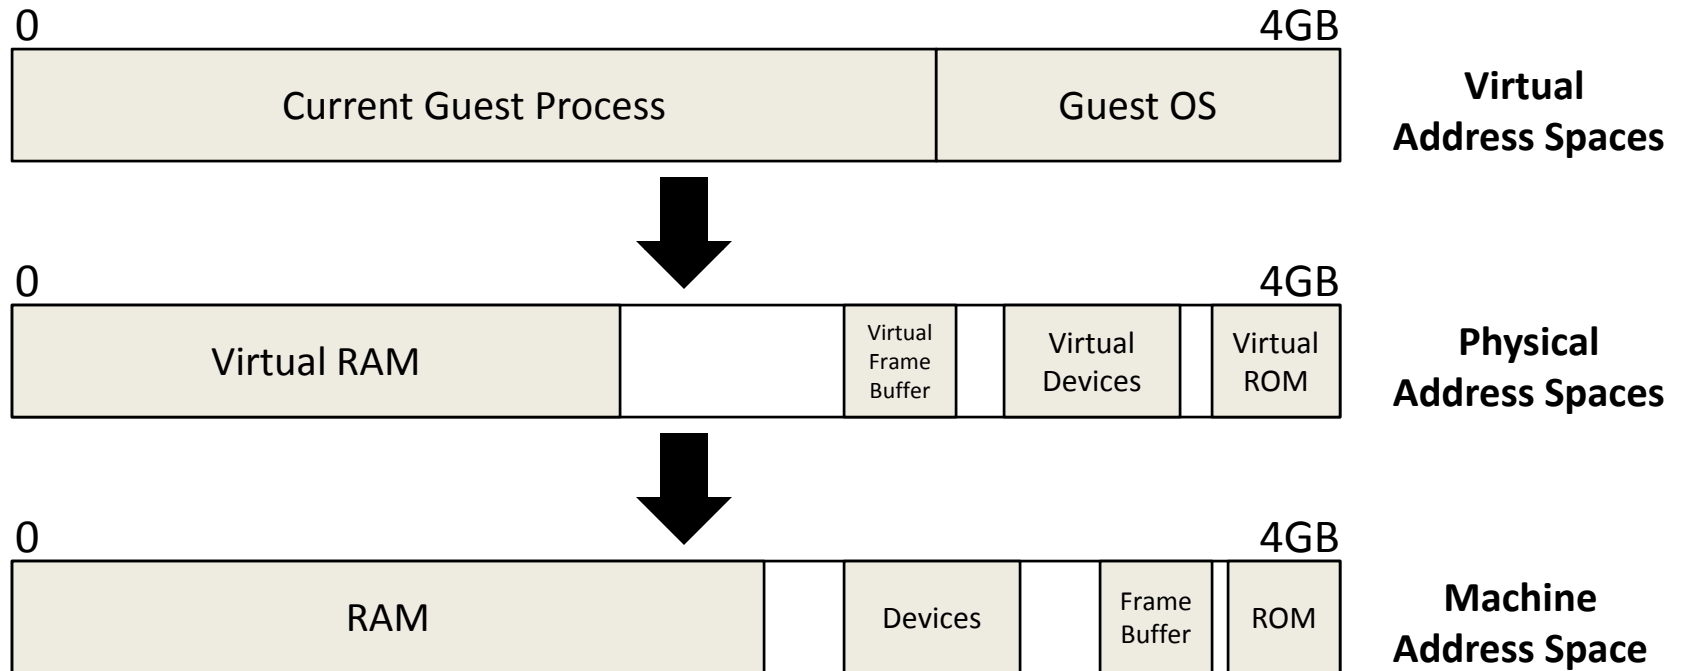 0
4GB
Current Guest Process
Guest OS
Virtual
Address Spaces
0
4GB
Virtual RAM
Virtual
Frame
Buffer
Virtual
Devices
Virtual
ROM
Physical
Address Spaces
0
4GB
RAM
Devices
Frame
Buffer
ROM
Machine
Address Space